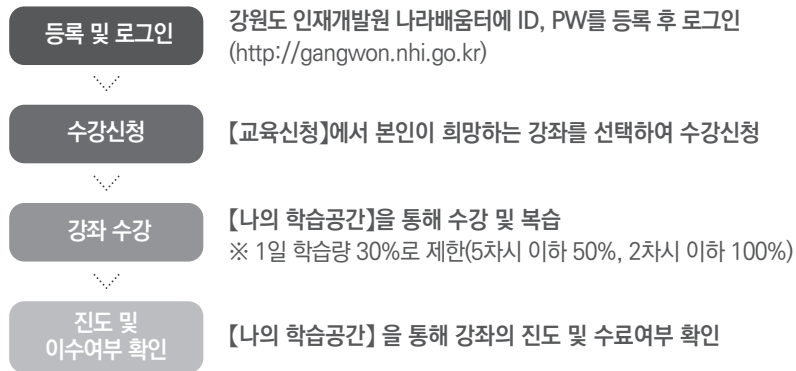 등록 및 로그인
강원도 인재개발원 나라배움터에 ID, PW를 등록 후 로그인
(http://gangwon.nhi.go.kr)
수강신청
【교육신청】에서 본인이 희망하는 강좌를 선택하여 수강신청
강좌 수강
【나의 학습공간】을 통해 수강 및 복습
※ 1일 학습량 30%로 제한(5차시 이하 50%, 2차시 이하 100%)
진도 및
이수여부 확인
【나의 학습공간】 을 통해 강좌의 진도 및 수료여부 확인